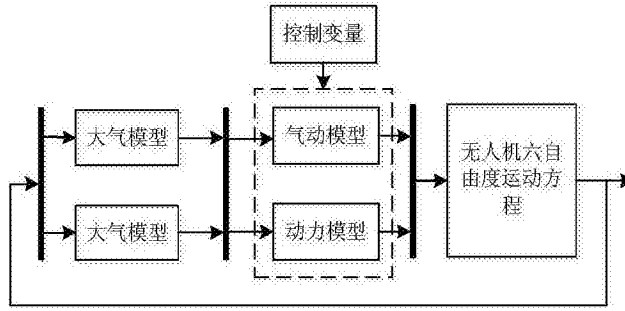 控制变量
大气模型
气动模型
无人机六自
由度运动方
程
大气模型
动力模型